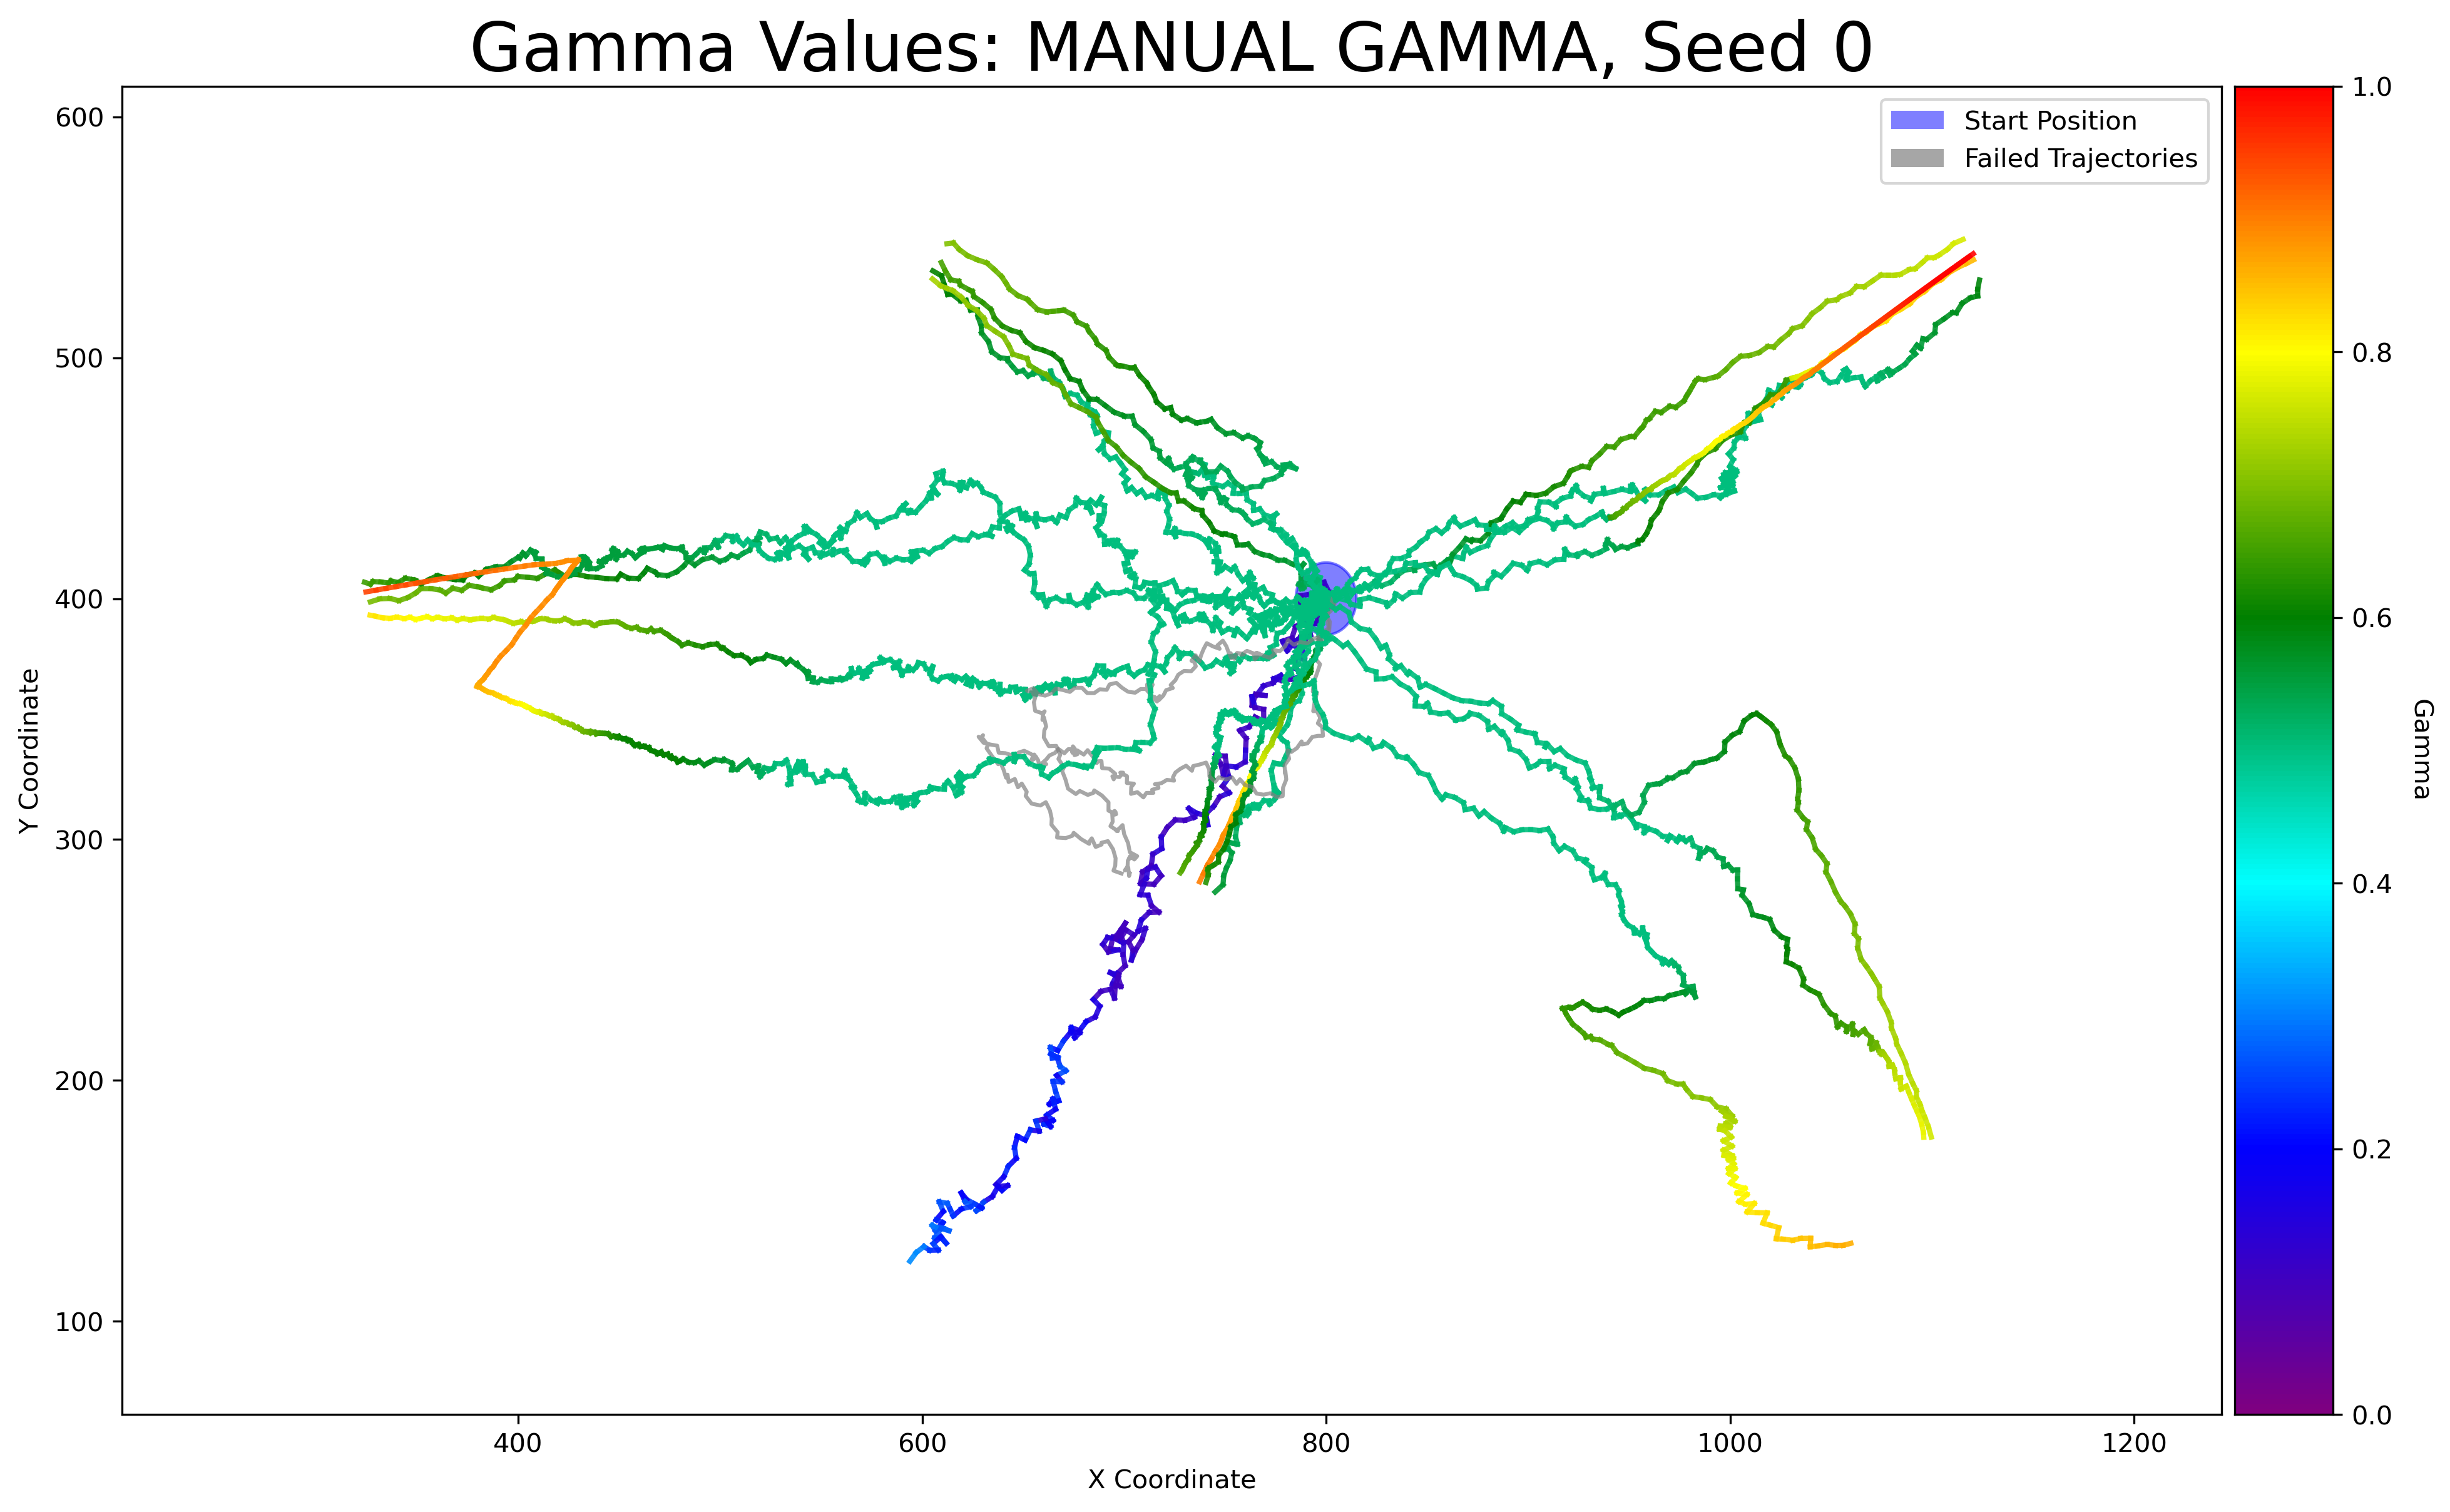 Gamma Values: MANUAL GAMMA, Seed 0
Start Position
Failed Trajectories
600
500
400
300
200
100
Y Coordinate
400
600
800
1000
1200
X Coordinate
1.0
0.8
0.6
0.4
0.2
0.0
Gamma